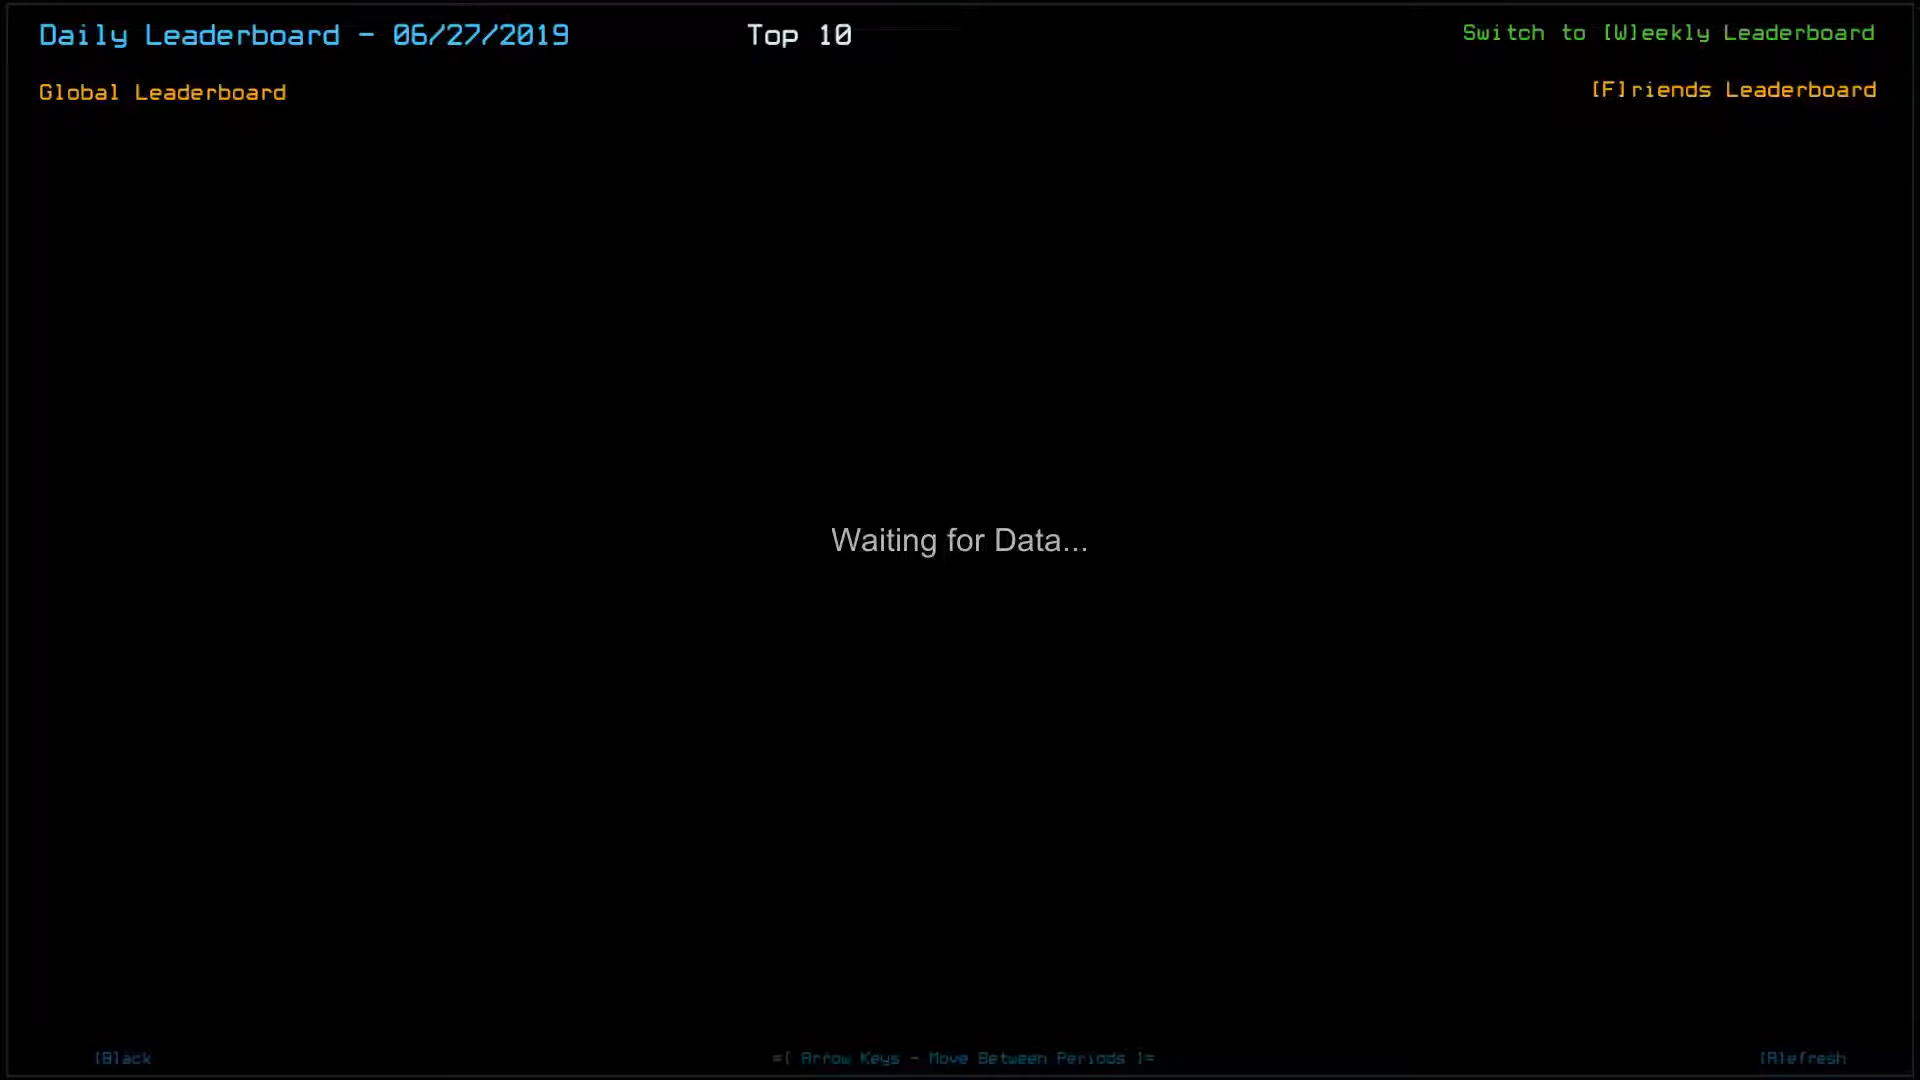 Daily Leaderboard - 06/27/2019
Top 10
Switch to [W]eekly Leaderboard
Global Leaderboard
[F]riends Leaderboard
Waiting for Data...
[B]ack
=[ Arrow Keys - Move Between Periods ]=
[R]efresh